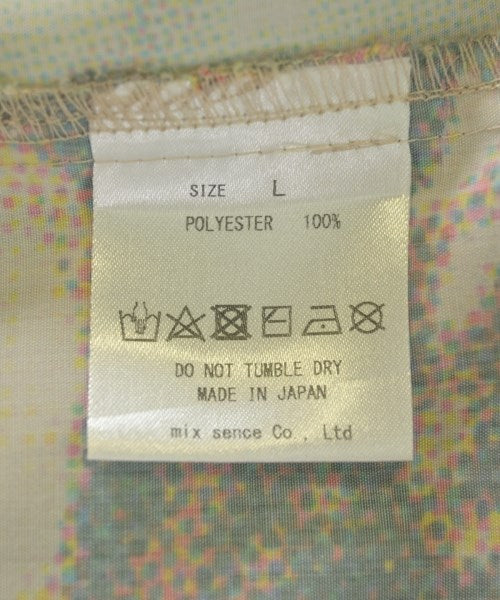 SIZE L
POLYESTER 100%
DO NOT TUMBLE DRY
MADE IN JAPAN
mix sence Co., Ltd